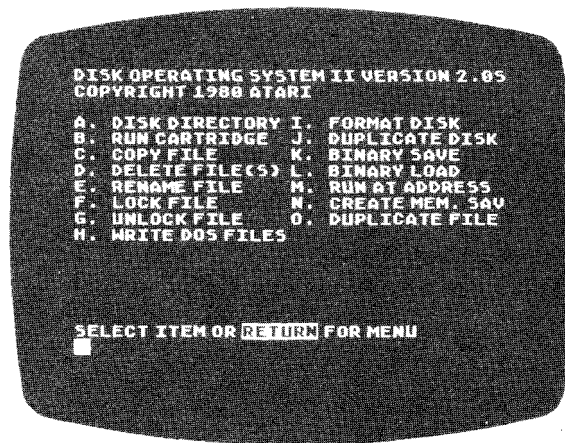 DISK OPERATING SYSTEM II VERSION 2.0S
COPYRIGHT 1980 ATARI
A. DISK DIRECTORY I. FORMAT DISK
B. RUN CARTRIDGE J. DUPLICATE DISK
C. COPY FILE K. BINARY SAVE
D. DELETE FILE(S) L. BINARY LOAD
E. RENAME FILE M. RUN AT ADDRESS
F. LOCK FILE N. CREATE MEM. SAV
G. UNLOCK FILE O. DUPLICATE FILE
H. WRITE DOS FILES
SELECT ITEM OR RETURN FOR MENU